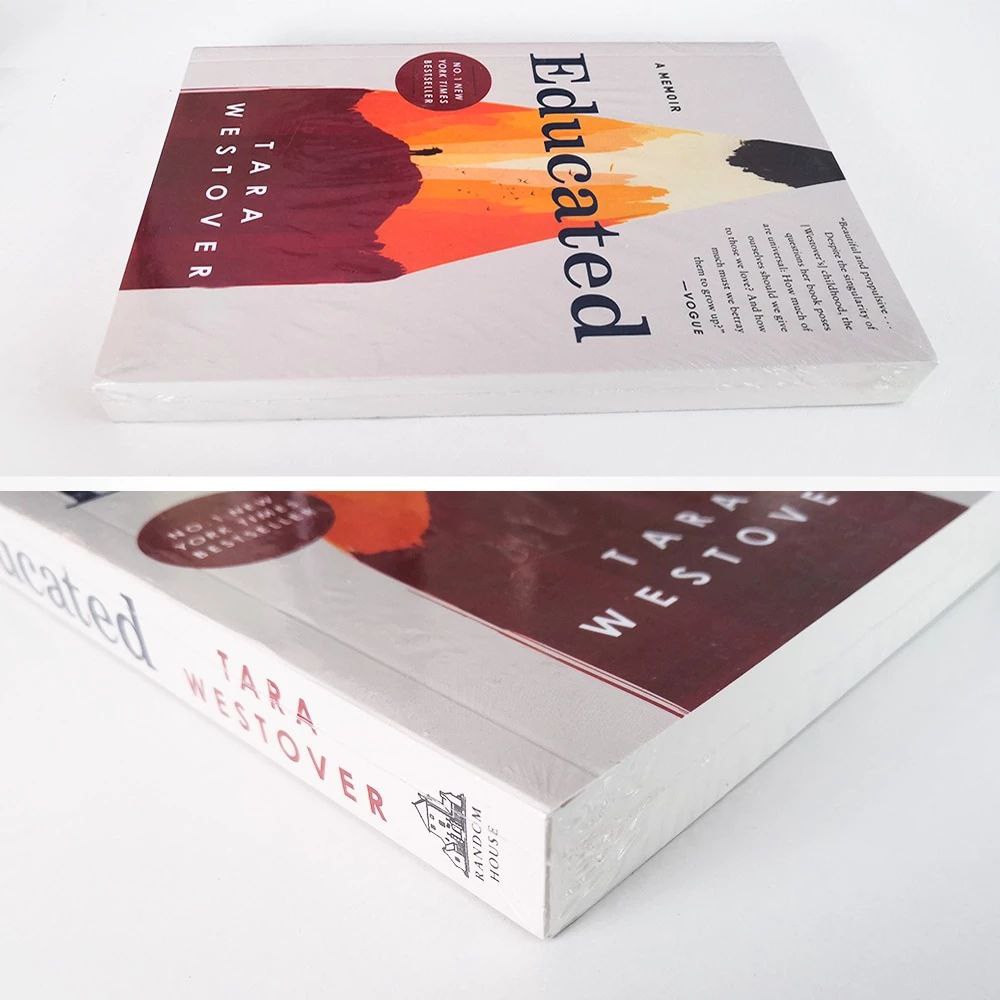 A MEMOIR
Educated
NO. 1 NEW
YORK TIMES
BESTSELLER
TARA
WESTOVER
"Beautiful and propulsive . . .
Despite the singularity of
[Westover's] childhood, the
questions her book poses
are universal: How much of
ourselves should we give
to those we love? And how
much must we betray
them to grow up?"
—VOGUE
NO. 1 NEW
YORK TIMES
BESTSELLER
TARA
WESTOVE
ucated
TARA
WESTOVER
RANDOM
HOUSE